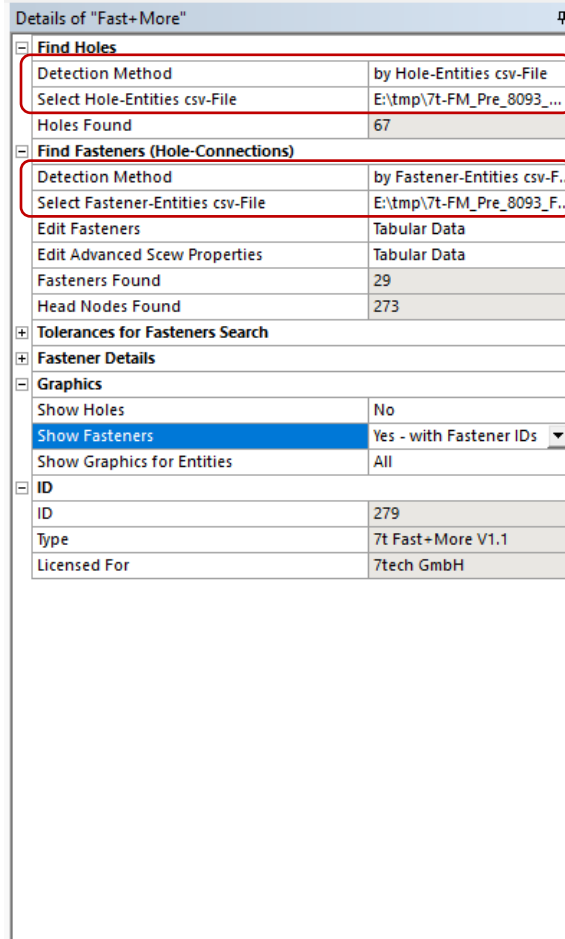 Details of "Fast+More"
Find Holes
Detection Method by Hole-Entities csv-File
Select Hole-Entities csv-File E:\tmp\7t-FM_Pre_8093_...
Holes Found 67
Find Fasteners (Hole-Connections)
Detection Method by Fastener-Entities csv-F...
Select Fastener-Entities csv-File E:\tmp\7t-FM_Pre_8093_F...
Edit Fasteners Tabular Data
Edit Advanced Scew Properties Tabular Data
Fasteners Found 29
Head Nodes Found 273
Tolerances for Fasteners Search
Fastener Details
Graphics
Show Holes No
Show Fasteners Yes - with Fastener IDs
Show Graphics for Entities All
ID
ID 279
Type 7t Fast+More V1.1
Licensed For 7tech GmbH